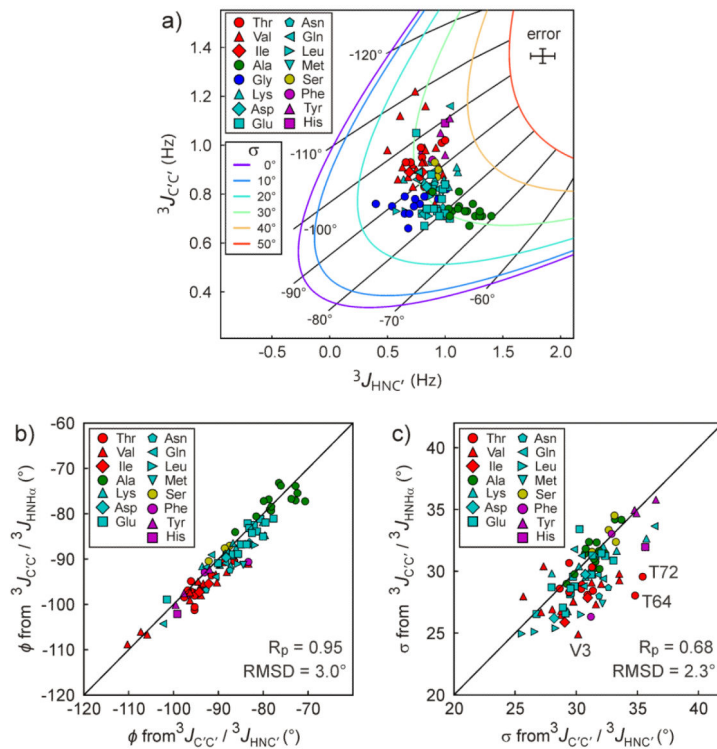 a)
1.4
1.2
1.0
0.8
0.6
0.4
³J_C'C' (Hz)
Thr Asn
Val Gln
Ile Leu
Ala Met
Gly Ser
Lys Phe
Asp Tyr
Glu His
σ
0°
10°
20°
30°
40°
50°
error
-120°
-110°
-100°
-90°
-80°
-70°
-60°
-0.5 0.0 0.5 1.0 1.5 2.0
³J_HNC' (Hz)
b)
-60
-70
-80
-90
-100
-110
-120
ϕ from ³J_C'C' / ³J_HNHα (°)
Thr Asn
Val Gln
Ile Leu
Ala Met
Lys Ser
Asp Phe
Glu Tyr
His
R_P = 0.95
RMSD = 3.0°
-120 -110 -100 -90 -80 -70
ϕ from ³J_C'C' / ³J_HNC' (°)
c)
40
35
30
25
20
σ from ³J_C'C' / ³J_HNHα (°)
Thr Asn
Val Gln
Ile Leu
Ala Met
Lys Ser
Asp Phe
Glu Tyr
His
T72
T64
V3
R_P = 0.68
RMSD = 2.3°
20 25 30 35 40
σ from ³J_C'C' / ³J_HNC' (°)